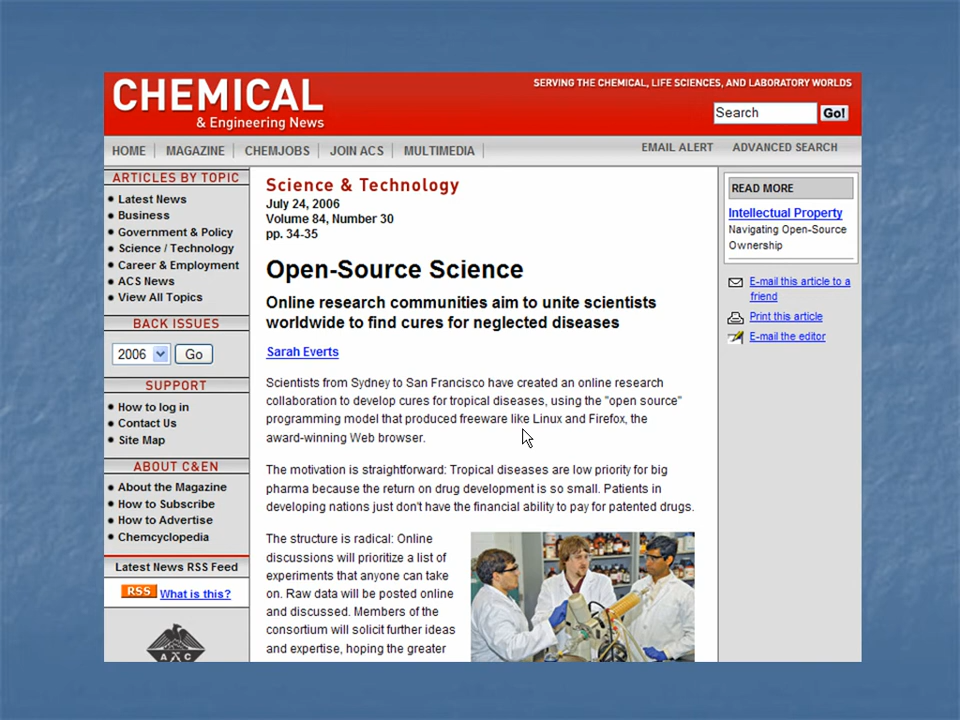 CHEMICAL
& Engineering News
SERVING THE CHEMICAL, LIFE SCIENCES, AND LABORATORY WORLDS
Search
Go!
HOME
MAGAZINE
CHEMJOBS
JOIN ACS
MULTIMEDIA
EMAIL ALERT
ADVANCED SEARCH
ARTICLES BY TOPIC
Latest News
Business
Government & Policy
Science / Technology
Career & Employment
ACS News
View All Topics
BACK ISSUES
2006
Go
SUPPORT
How to log in
Contact Us
Site Map
ABOUT C&EN
About the Magazine
How to Subscribe
How to Advertise
Chemcyclopedia
Latest News RSS Feed
RSS What is this?
Science & Technology
July 24, 2006
Volume 84, Number 30
pp. 34-35
Open-Source Science
Online research communities aim to unite scientists
worldwide to find cures for neglected diseases
Sarah Everts
Scientists from Sydney to San Francisco have created an online research
collaboration to develop cures for tropical diseases, using the "open source"
programming model that produced freeware like Linux and Firefox, the
award-winning Web browser.
The motivation is straightforward: Tropical diseases are low priority for big
pharma because the return on drug development is so small. Patients in
developing nations just don't have the financial ability to pay for patented drugs.
The structure is radical: Online
discussions will prioritize a list of
experiments that anyone can take
on. Raw data will be posted online
and discussed. Members of the
consortium will solicit further ideas
and expertise, hoping the greater
READ MORE
Intellectual Property
Navigating Open-Source
Ownership
E-mail this article to a
friend
Print this article
E-mail the editor